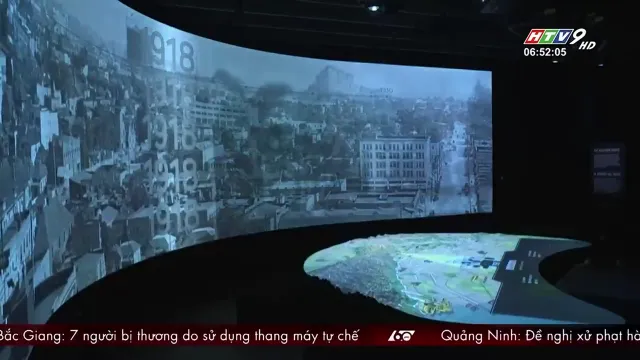 HTV9 HD
06:52:05
1918
1918
1918
1918
Bắc Giang: 7 người bị thương do sử dụng thang máy tự chế
Quảng Ninh: Đề nghị xử phạt hà